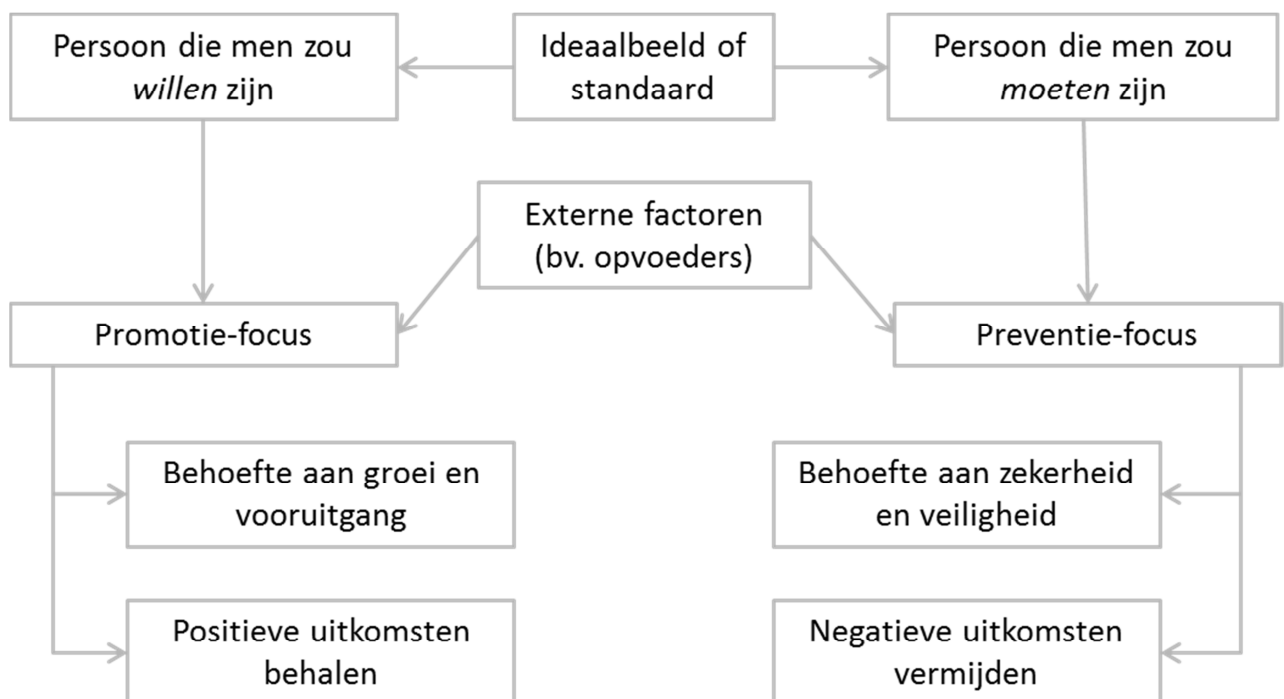 Persoon die men zou
willen zijn
Ideaalbeeld of
standaard
Persoon die men zou
moeten zijn
Externe factoren
(bv. opvoeders)
Promotie-focus
Preventie-focus
Behoefte aan groei en
vooruitgang
Behoefte aan zekerheid
en veiligheid
Positieve uitkomsten
behalen
Negatieve uitkomsten
vermijden